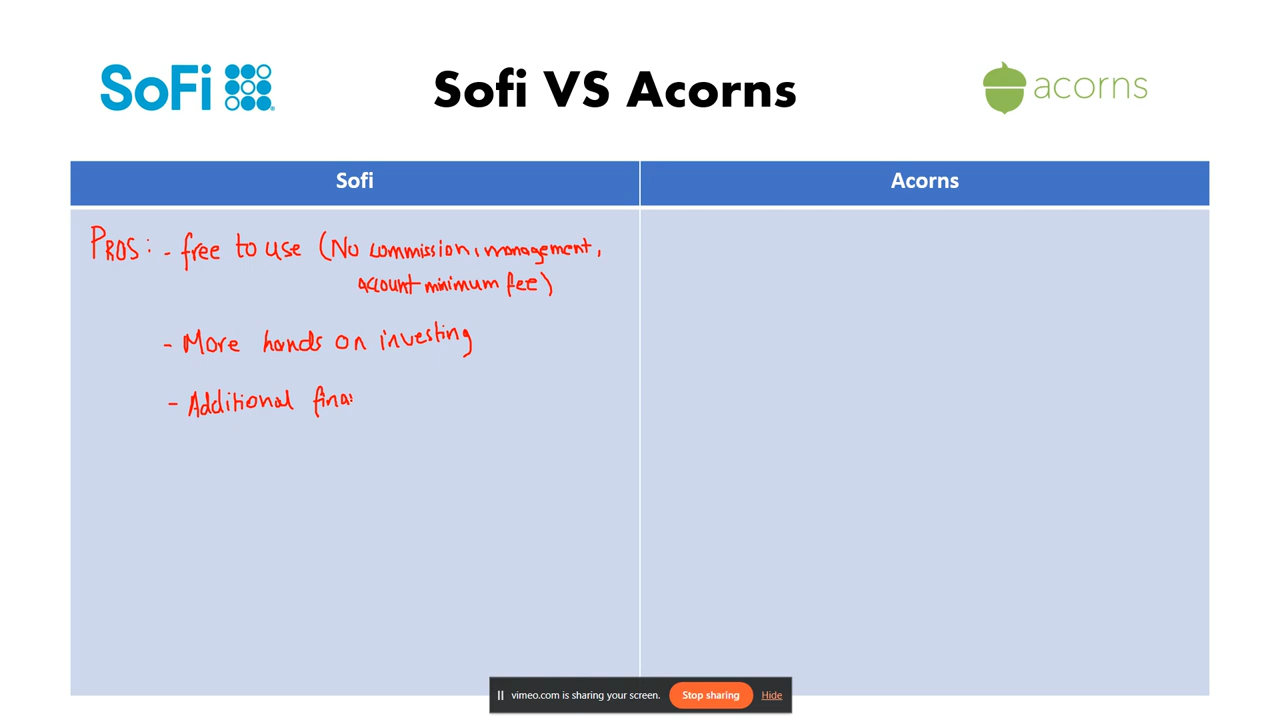 SoFi
Sofi VS Acorns
acorns
Sofi
Acorns
PROS: - free to use (No commission, management,
account minimum fee)
- More hands on investing
- Additional fina
vimeo.com is sharing your screen.
Stop sharing
Hide